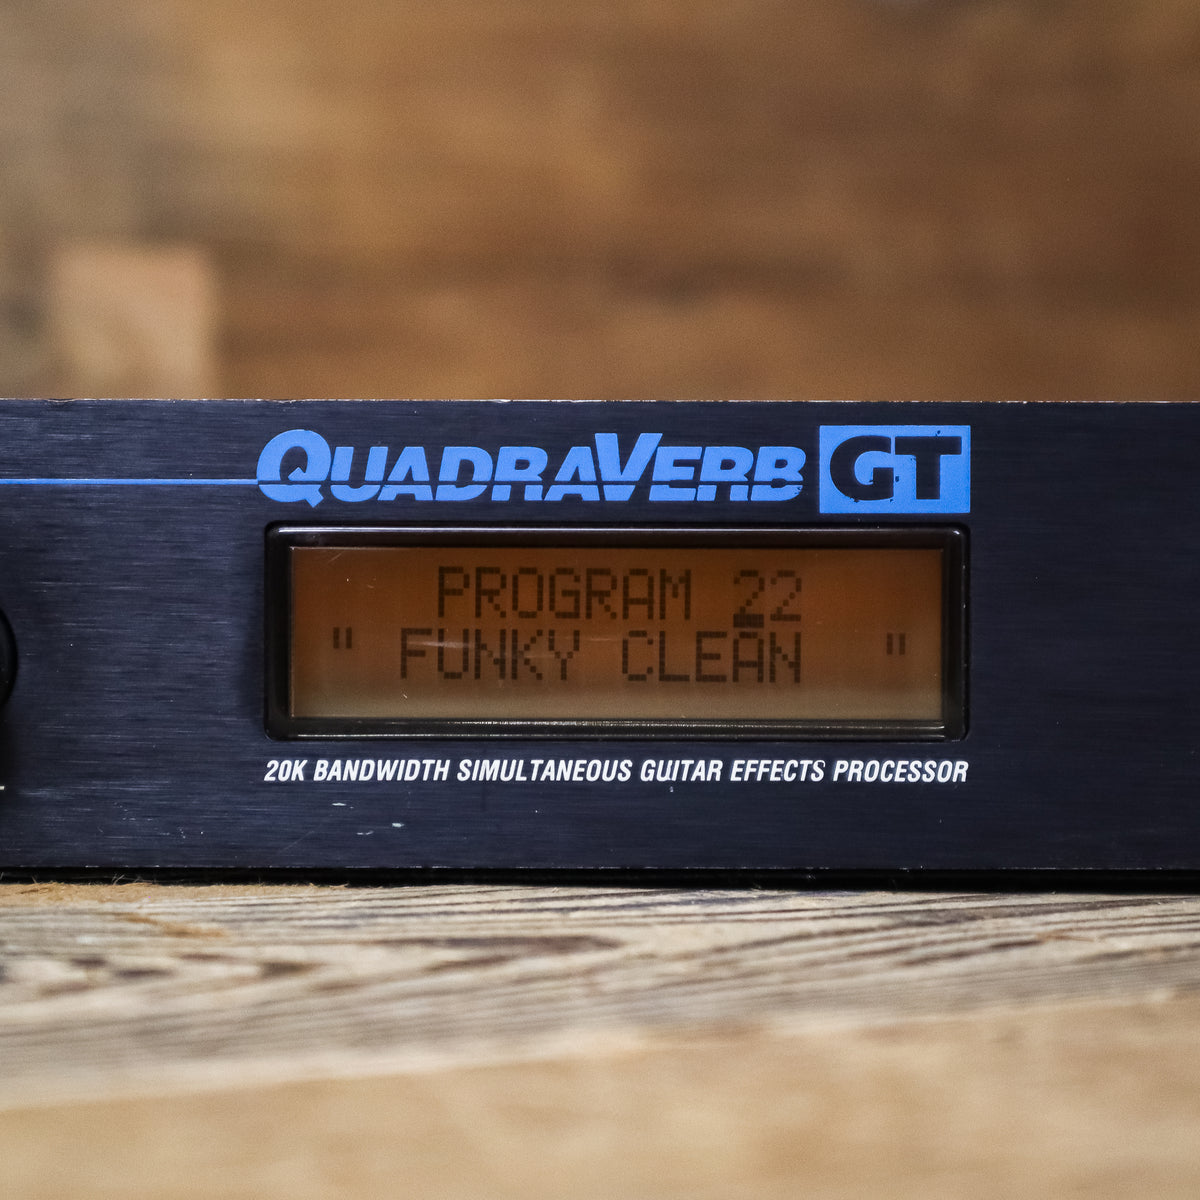 QUADRAVERB GT
PROGRAM 22
" FUNKY CLEAN "
20K BANDWIDTH SIMULTANEOUS GUITAR EFFECTS PROCESSOR